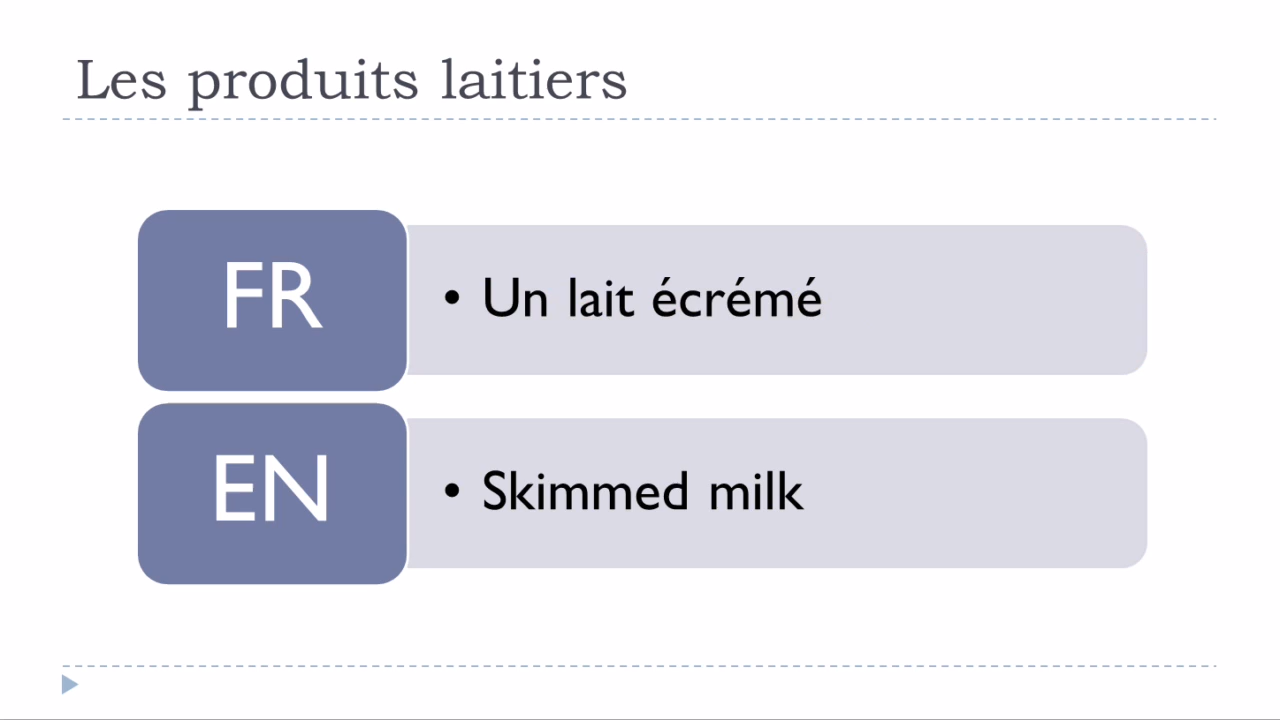 Les produits laitiers
FR
• Un lait écrémé
EN
• Skimmed milk